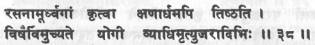 रसनामूर्ध्वगां कृत्वा क्षणार्धमपि तिष्ठति ।
विषैर्विमुच्यते योगी व्याधिमृत्युजरादिभिः ॥ ३८ ॥